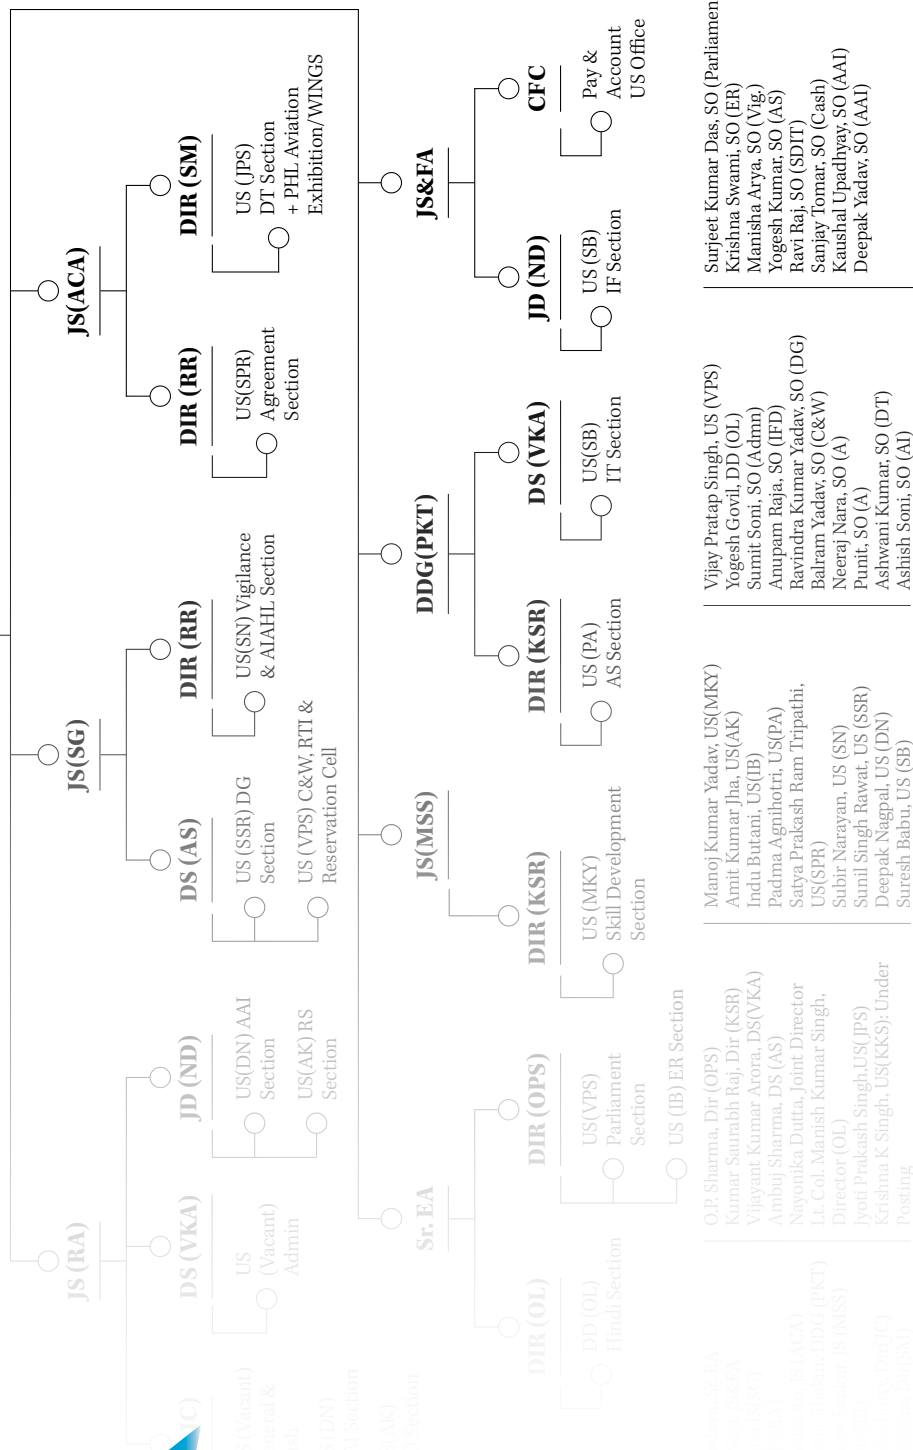 JS (RA)
DS (VKA)
US
(Vacant)
Admin
JD (ND)
US(DN) AAI
Section
US(AK) RS
Section
JS(SG)
DS (AS)
US (SSR) DG
Section
US (VPS) C&W, RTI &
Reservation Cell
DIR (RR)
US(SN) Vigilance
& AIAHL Section
JS(ACA)
DIR (RR)
US(SPR)
Agreement
Section
DIR (SM)
US (JPS)
DT Section
+ PHL Aviation
Exhibition/WINGS
Sr. EA
DIR (OL)
DD (OL)
Hindi Section
DIR (OPS)
US(VPS)
Parliament
Section
US (IB) ER Section
JS(MSS)
DIR (KSR)
US (MKY)
Skill Development
Section
DDG(PKT)
DIR (KSR)
US (PA)
AS Section
DS (VKA)
US(SB)
IT Section
JS&FA
JD (ND)
US (SB)
IF Section
CFC
Pay &
Account
US Office
O.P. Sharma, Dir (OPS)
Kumar Saurabh Raj, Dir (KSR)
Vijayant Kumar Arora, DS(VKA)
Ambuj Sharma, DS (AS)
Nayonika Dutta, Joint Director
Lt. Col. Manish Kumar Singh,
Director (OL)
Jyoti Prakash Singh,US(JPS)
Krishna K Singh, US(KKS): Under
Posting
Manoj Kumar Yadav, US(MKY)
Amit Kumar Jha, US(AK)
Indu Butani, US(IB)
Padma Agnihotri, US(PA)
Satya Prakash Ram Tripathi,
US(SPR)
Subir Narayan, US (SN)
Sunil Singh Rawat, US (SSR)
Deepak Nagpal, US (DN)
Suresh Babu, US (SB)
Vijay Pratap Singh, US (VPS)
Yogesh Govil, DD (OL)
Sumit Soni, SO (Admn)
Anupam Raja, SO (IFD)
Ravindra Kumar Yadav, SO (DG)
Balram Yadav, SO (C&W)
Neeraj Nara, SO (A)
Punit, SO (A)
Ashwani Kumar, SO (DT)
Ashish Soni, SO (AI)
Surjeet Kumar Das, SO (Parliamen
Krishna Swami, SO (ER)
Manisha Arya, SO (Vig,)
Yogesh Kumar, SO (AS)
Ravi Raj, SO (SDIT)
Sanjay Tomar, SO (Cash)
Kaushal Upadhyay, SO (AAI)
Deepak Yadav, SO (AAI)